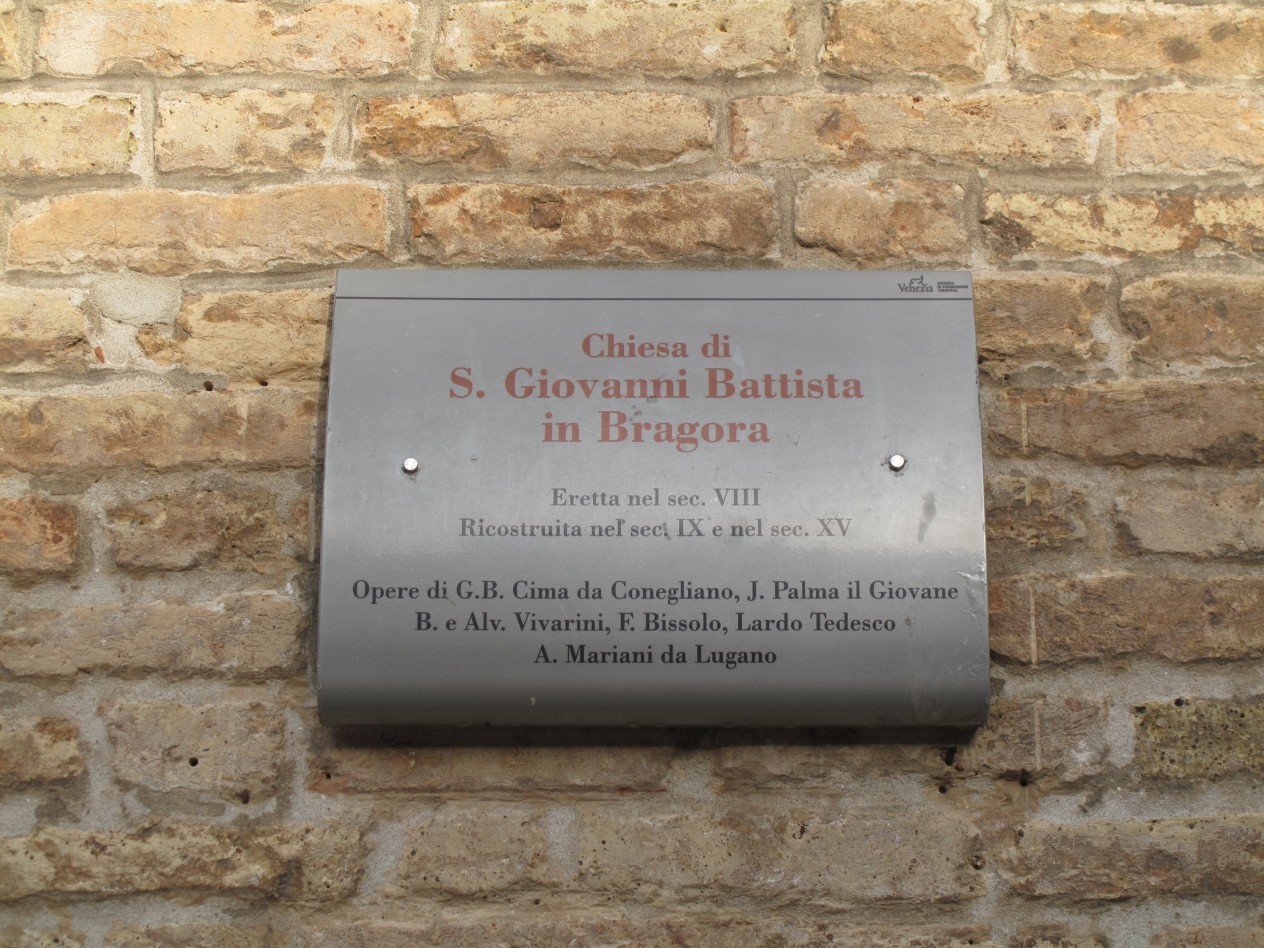 Venezia
Chiesa di
S. Giovanni Battista
in Bragora
Eretta nel sec. VIII
Ricostruita nel sec. IX e nel sec. XV
Opere di G.B. Cima da Conegliano, J. Palma il Giovane
B. e Alv. Vivarini, F. Bissolo, Lardo Tedesco
A. Mariani da Lugano